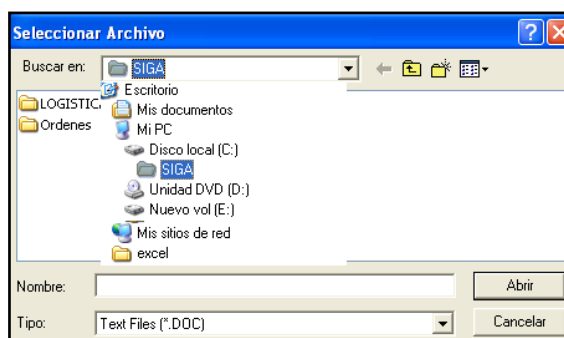 Seleccionar Archivo
Buscar en: SIGA
Escritorio
LOGISTIC
Mis documentos
Ordenes
Mi PC
Disco local (C:)
SIGA
Unidad DVD (D:)
Nuevo vol (E:)
Mis sitios de red
excel
Nombre: Abrir
Tipo: Text Files (*.DOC) Cancelar